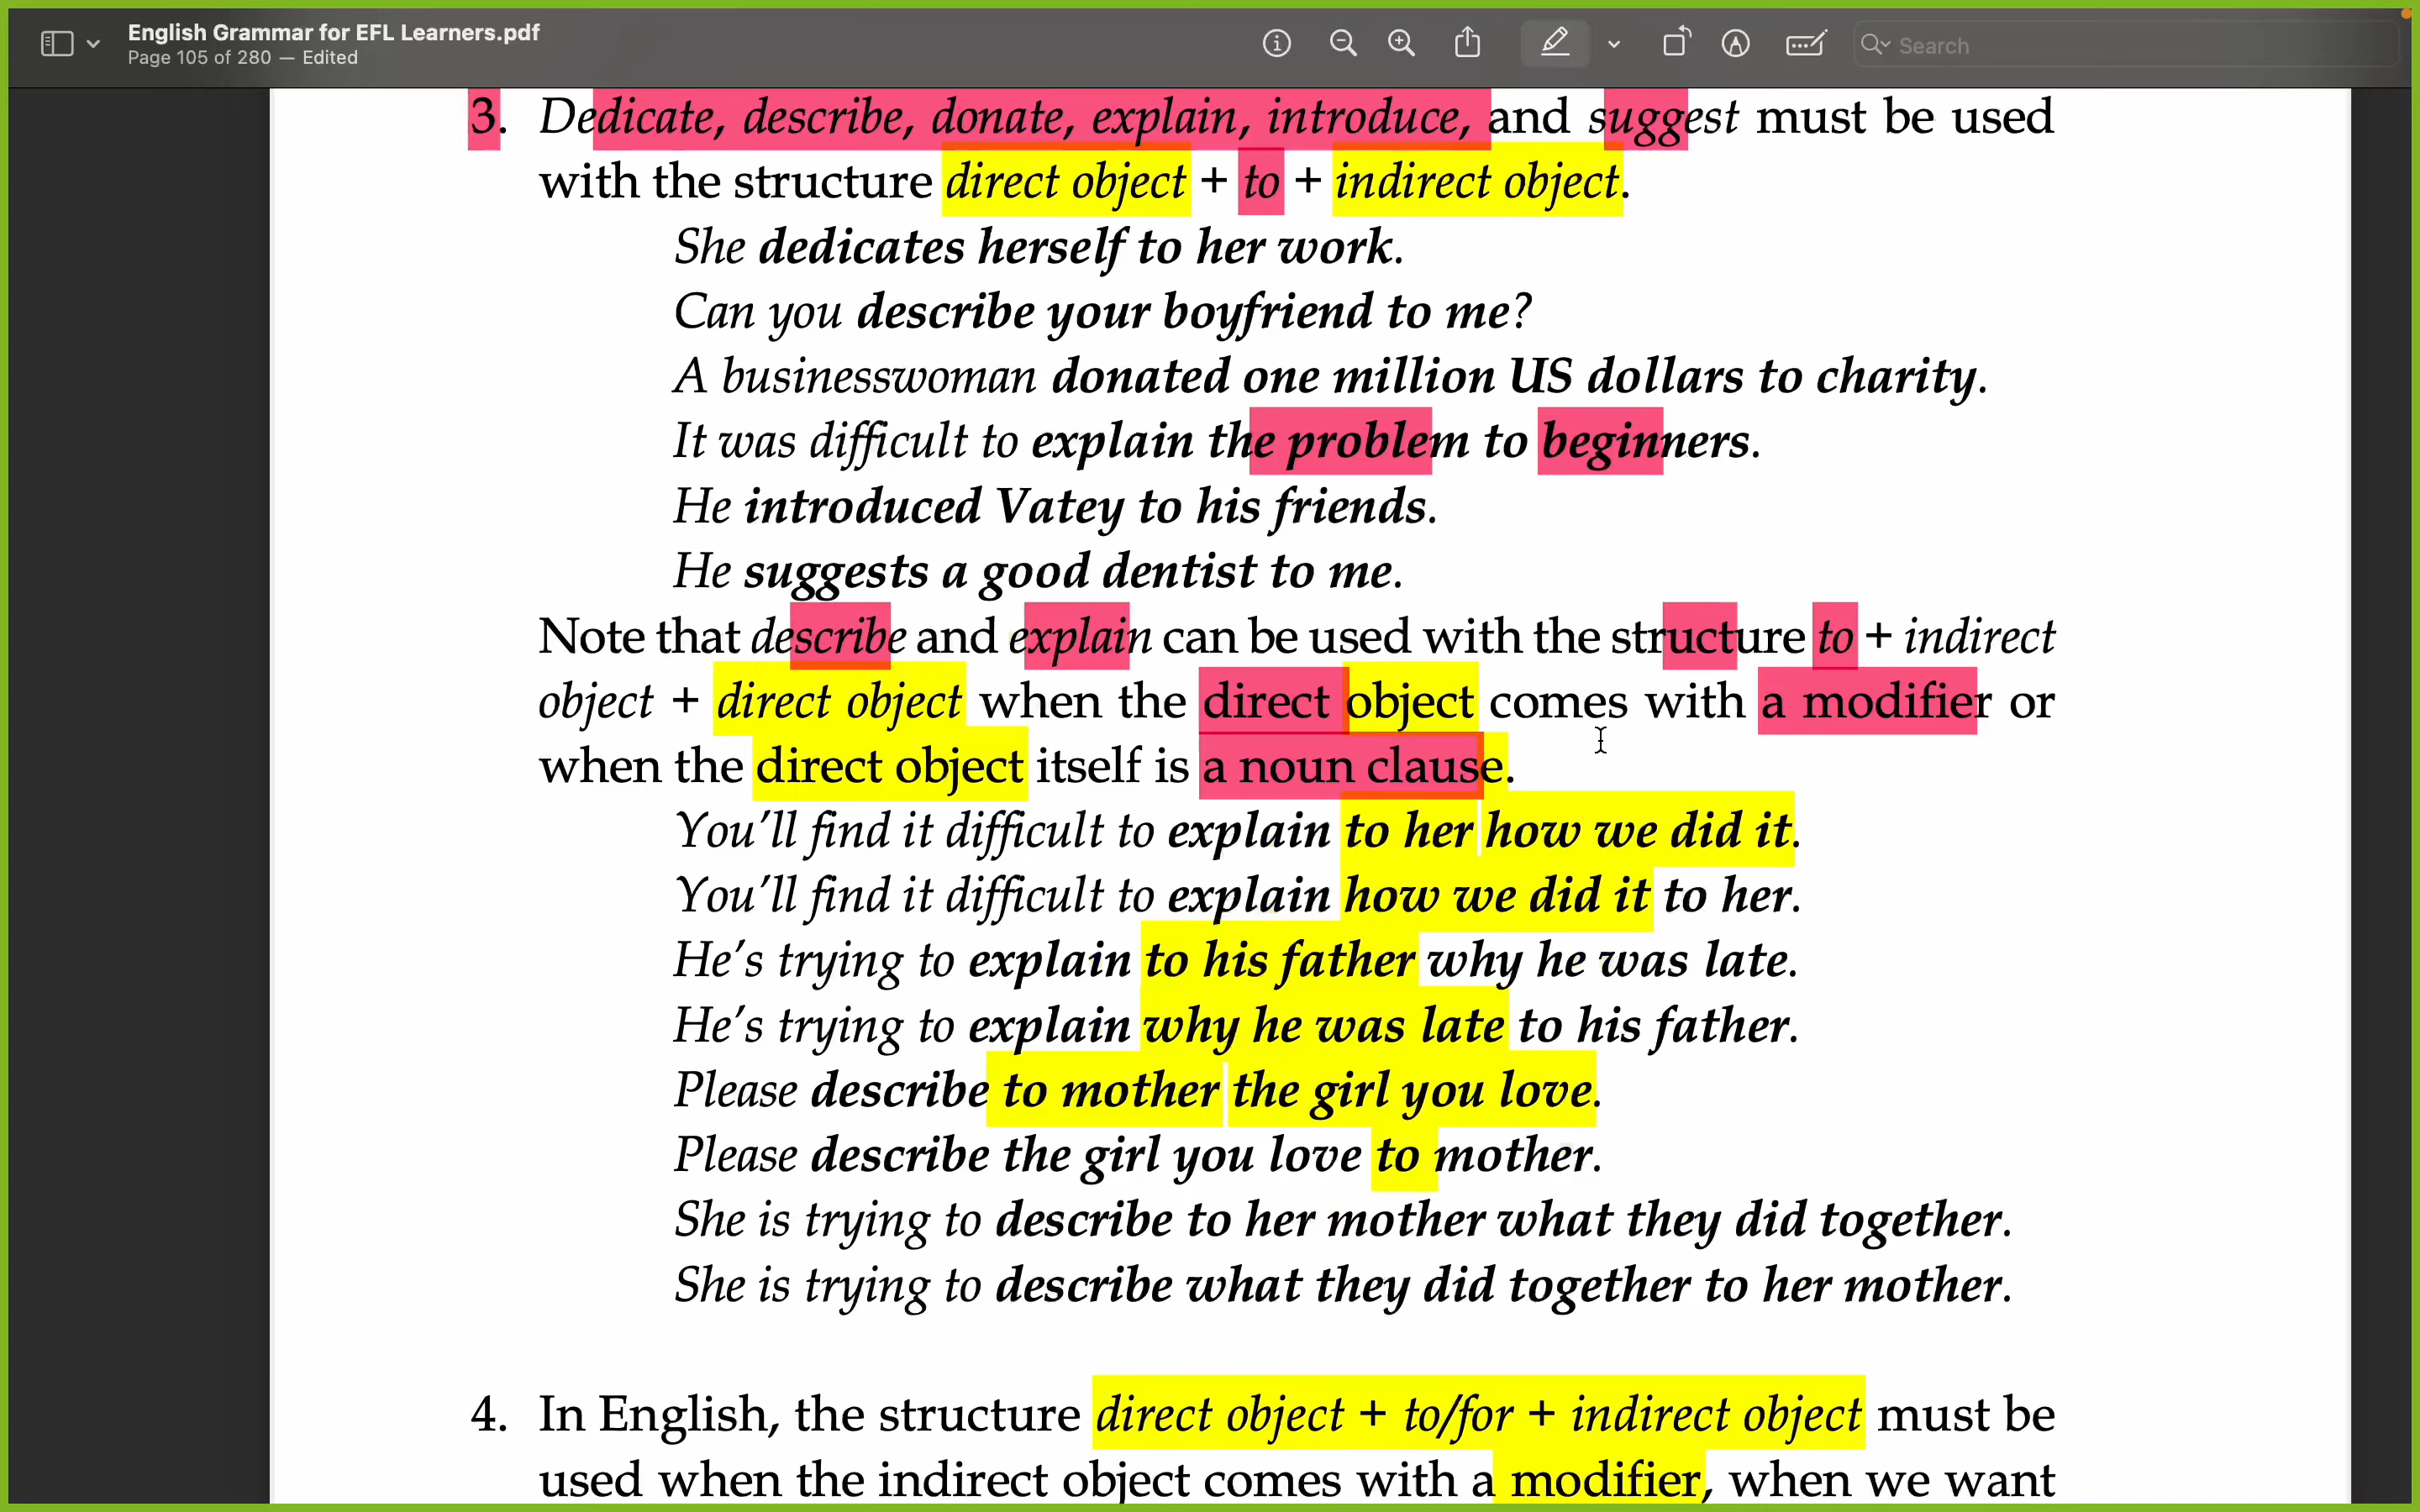 English Grammar for EFL Learners.pdf
Page 105 of 280 — Edited
Search
3. Dedicate, describe, donate, explain, introduce, and suggest must be used
with the structure direct object + to + indirect object.
She dedicates herself to her work.
Can you describe your boyfriend to me?
A businesswoman donated one million US dollars to charity.
It was difficult to explain the problem to beginners.
He introduced Vatey to his friends.
He suggests a good dentist to me.
Note that describe and explain can be used with the structure to + indirect
object + direct object when the direct object comes with a modifier or
when the direct object itself is a noun clause.
You'll find it difficult to explain to her how we did it.
You'll find it difficult to explain how we did it to her.
He's trying to explain to his father why he was late.
He's trying to explain why he was late to his father.
Please describe to mother the girl you love.
Please describe the girl you love to mother.
She is trying to describe to her mother what they did together.
She is trying to describe what they did together to her mother.
4. In English, the structure direct object + to/for + indirect object must be
used when the indirect object comes with a modifier, when we want